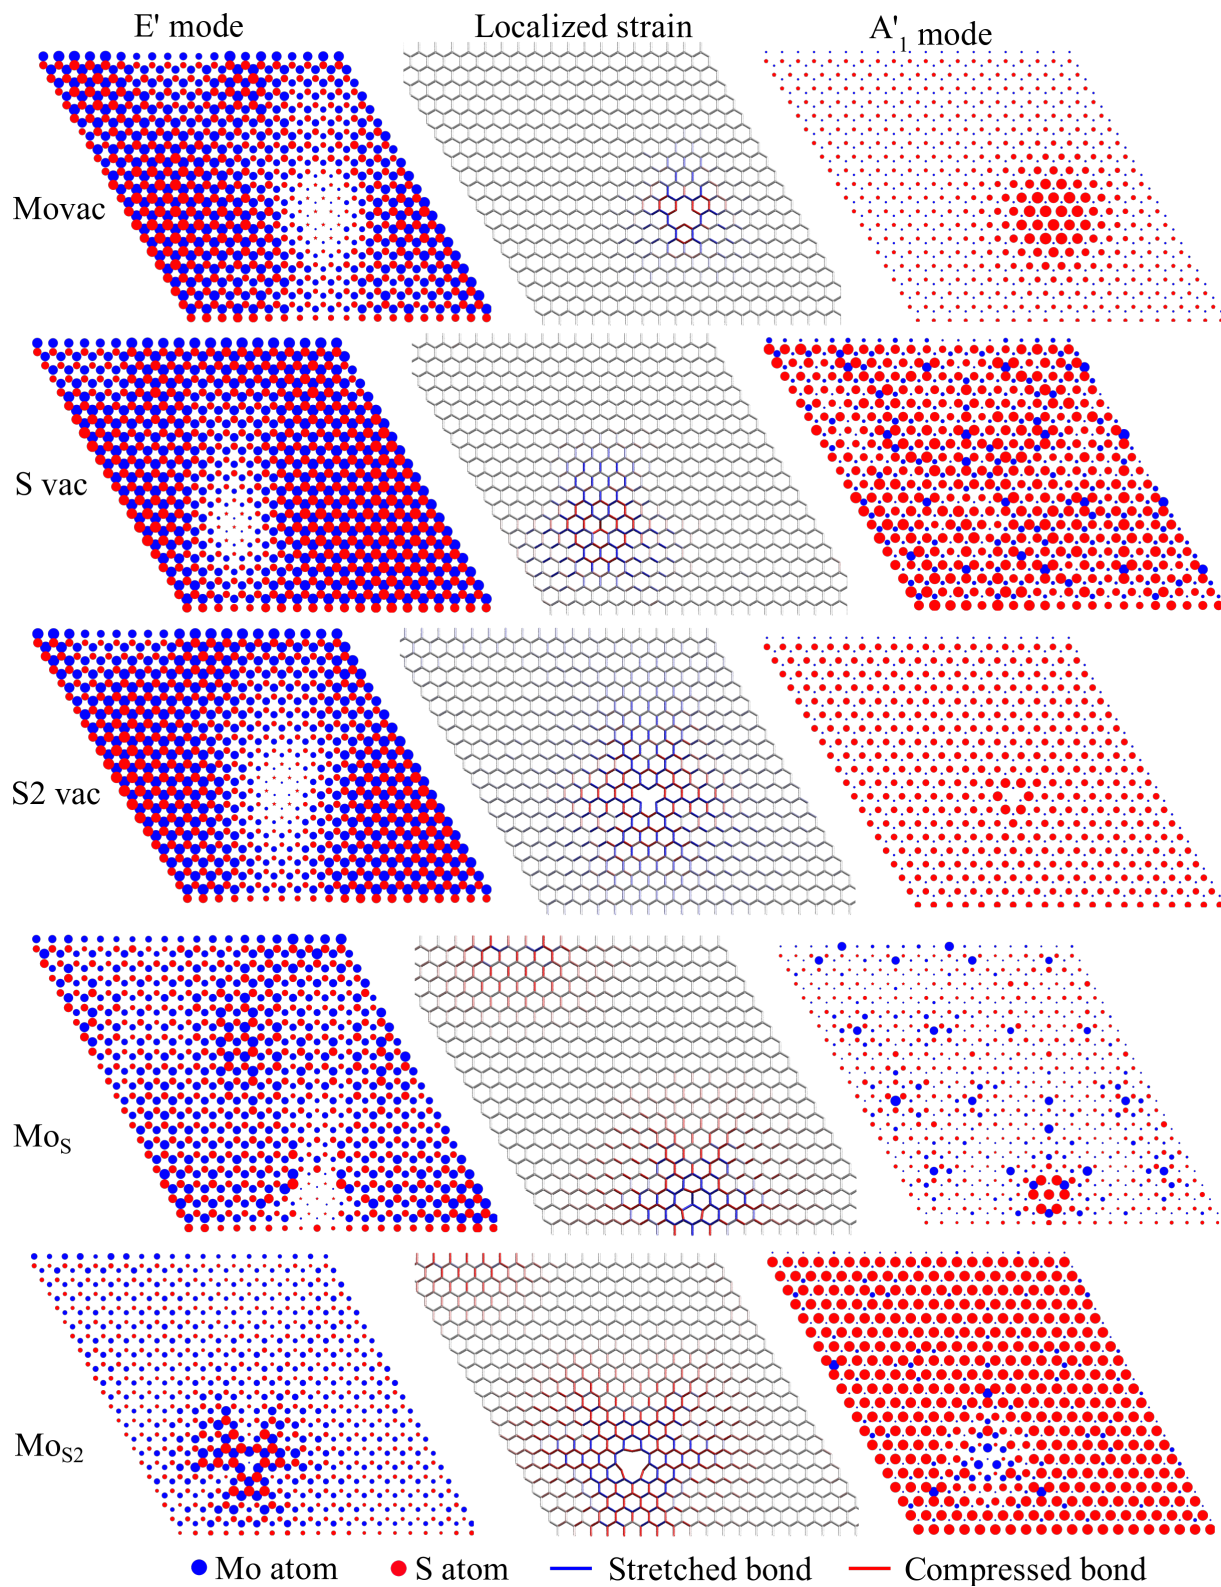 E' mode Localized strain A'1 mode
Movac
S vac
S2 vac
MoS
MoS2
Mo atom S atom Stretched bond Compressed bond